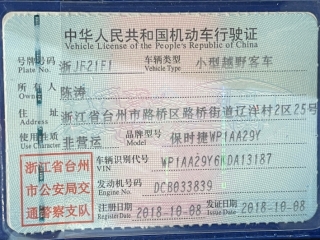 中华人民共和国机动车行驶证
Vehicle License of the People's Republic of China
号牌号码 浙JF21F1 车辆类型 小型越野客车
Plate No. Vehicle Type
所有人 陈涛
Owner
住址 浙江省台州市路桥区路桥街道辽洋村2区25号
Address
使用性质 非营运 品牌型号 保时捷WP1AA29Y
Use Character Model
车辆识别代号 WP1AA29Y6KDA13187
VIN
发动机号码 DCB033839
Engine No.
注册日期 2018-10-08 发证日期 2018-10-08
Register Date Issue Date
浙江省台州
市公安局交
通警察支队